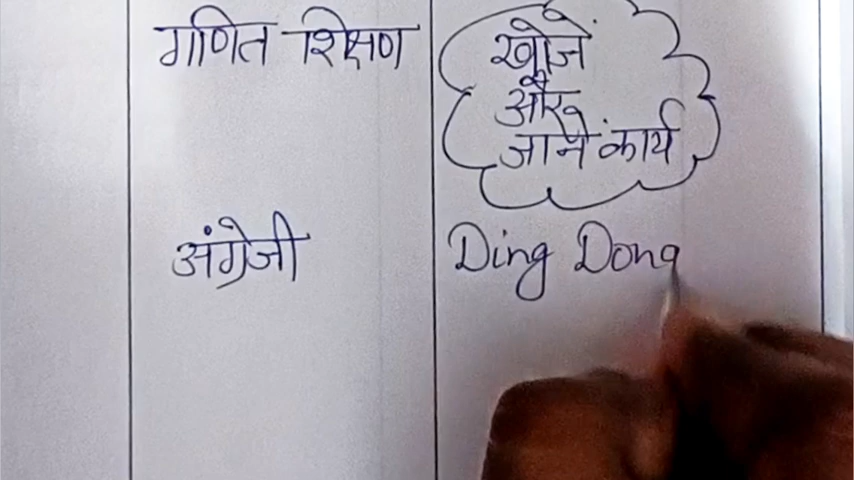 गणित शिक्षण
खोजें
और
जानें कार्य
अंग्रेजी
Ding Dong